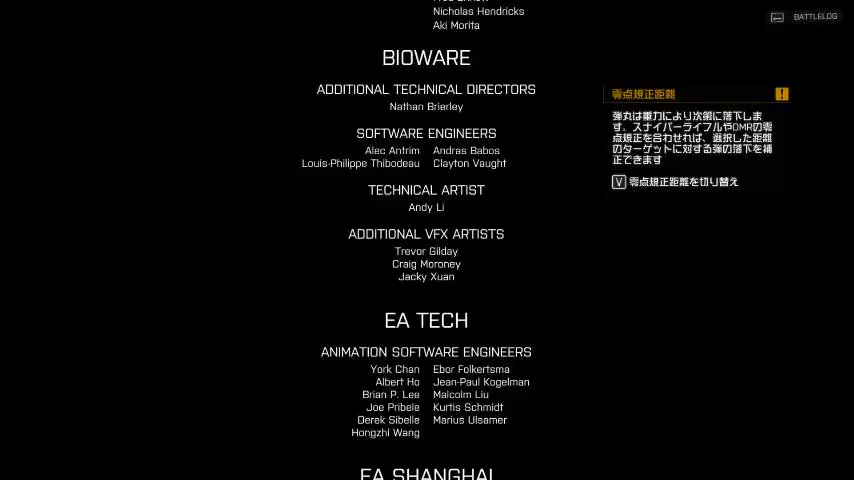 Nicholas Hendricks
Aki Morita
BATTLELOG
BIOWARE
ADDITIONAL TECHNICAL DIRECTORS
Nathan Brierley
SOFTWARE ENGINEERS
Alec Antrim Andras Babos
Louis-Philippe Thibodeau Clayton Vaught
TECHNICAL ARTIST
Andy Li
ADDITIONAL VFX ARTISTS
Trevor Gilday
Craig Moroney
Jacky Xuan
EA TECH
ANIMATION SOFTWARE ENGINEERS
York Chan Ebor Folkertsma
Albert Ho Jean-Paul Kogelman
Brian P. Lee Malcolm Liu
Joe Pribele Kurtis Schmidt
Derek Sibelle Marius Ulsamer
Hongzhi Wang
EA SHANGHAI
零点規正距離 !
弾丸は重力により次第に落下しま
す。スナイパーライフルやDMRの零
点規正を合わせれば、選択した距離
のターゲットに対する弾の落下を補
正できます
V 零点規正距離を切り替え